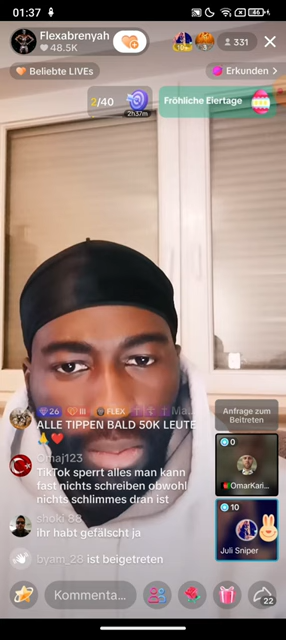 01:37
46
Flexabrenyah
48.5K
331
Beliebte LIVEs
Erkunden >
2/40
2h37m
Fröhliche Eiertage
26 III FLEX
ALLE TIPPEN BALD 50K LEUTE
🙏❤️
Omaj123
TikTok sperrt alles man kann
fast nichts schreiben obwohl
nichts schlimmes dran ist
shoki 88
ihr habt gefälscht ja
byam_28 ist beigetreten
Anfrage zum
Beitreten
0
OmarKari...
10
Juli Sniper
Kommenta...
22